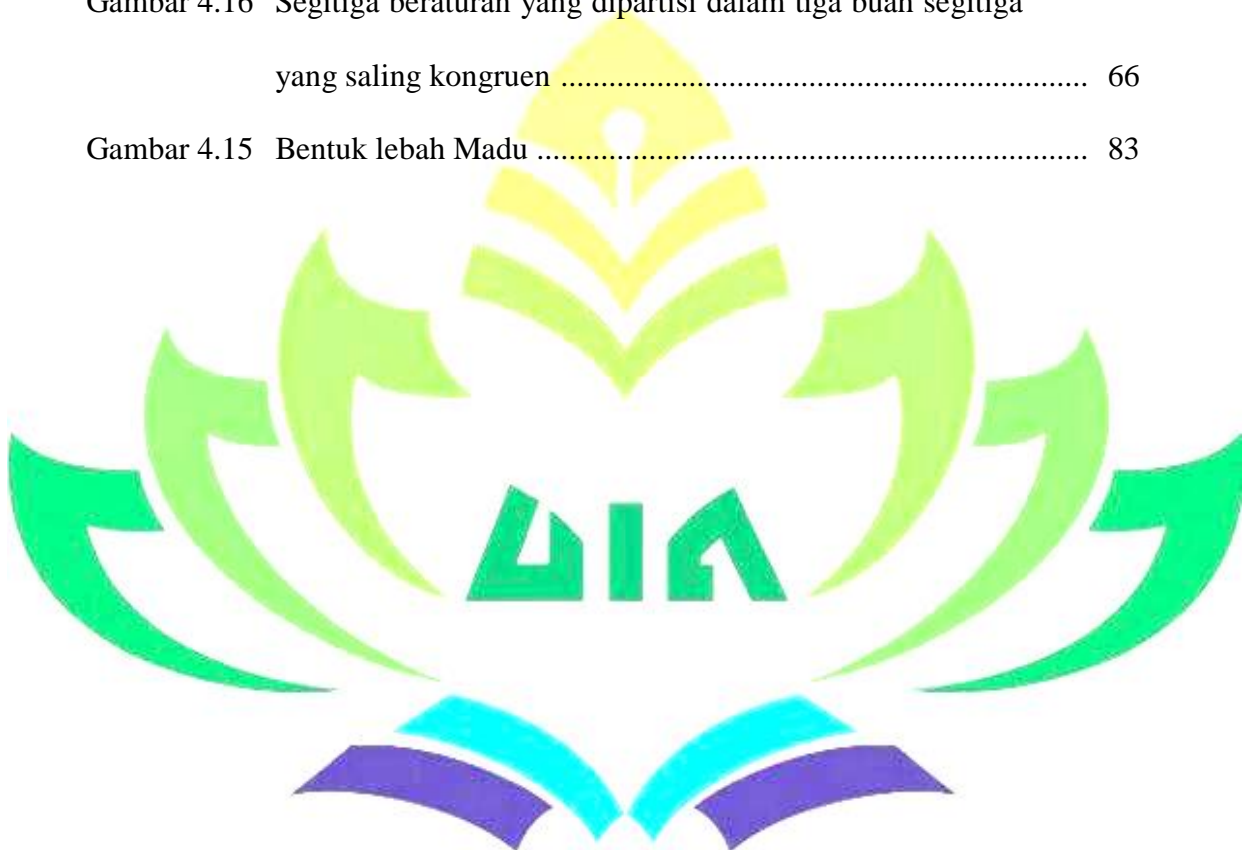 Gambar 4.16 Segitiga beraturan yang dipartisi dalam tiga buah segitiga
yang saling kongruen ................................................................. 66
Gambar 4.15 Bentuk lebah Madu ..................................................................... 83
UIN